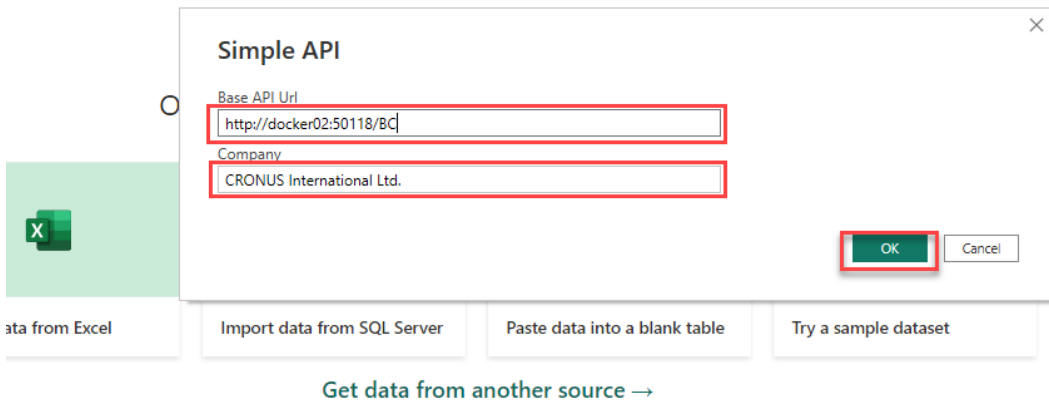 Simple API
Base API Url
http://docker02:50118/BC
Company
CRONUS International Ltd.
OK
Cancel
O
X
ata from Excel
Import data from SQL Server
Paste data into a blank table
Try a sample dataset
Get data from another source →